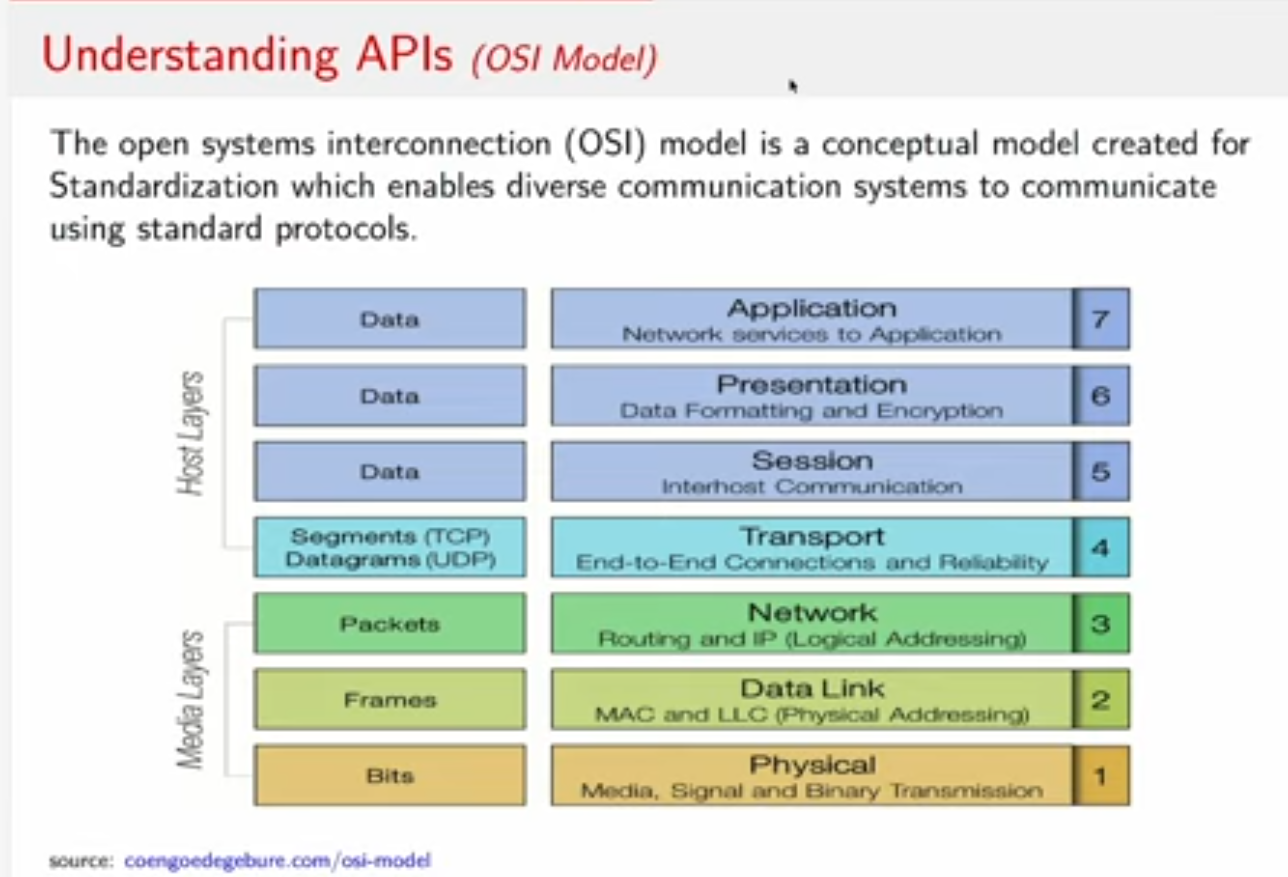 Understanding APIs (OSI Model)
The open systems interconnection (OSI) model is a conceptual model created for
Standardization which enables diverse communication systems to communicate
using standard protocols.
Host Layers
Data
Application
Network services to Application
7
Data
Presentation
Data Formatting and Encryption
6
Data
Session
Interhost Communication
5
Segments (TCP)
Datagrams (UDP)
Transport
End-to-End Connections and Reliability
4
Media Layers
Packets
Network
Routing and IP (Logical Addressing)
3
Frames
Data Link
MAC and LLC (Physical Addressing)
2
Bits
Physical
Media, Signal and Binary Transmission
1
source: coengoedegebure.com/osi-model